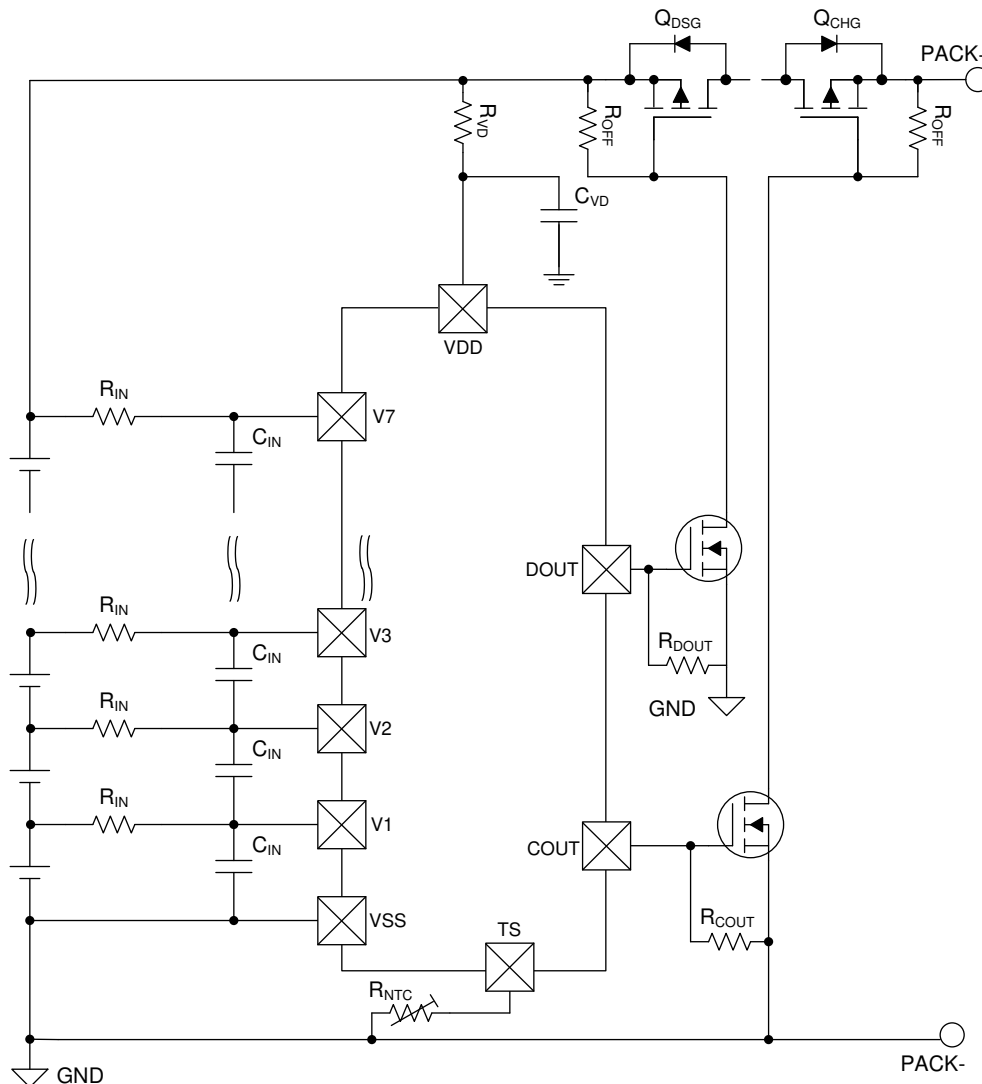 QDSG
QCHG
PACK-
RVD
ROFF
ROFF
CVD
VDD
RIN
V7
CIN
DOUT
RIN
V3
CIN
RDOUT
GND
RIN
V2
CIN
RIN
V1
CIN
COUT
VSS
RCOUT
TS
RNTC
GND
PACK-